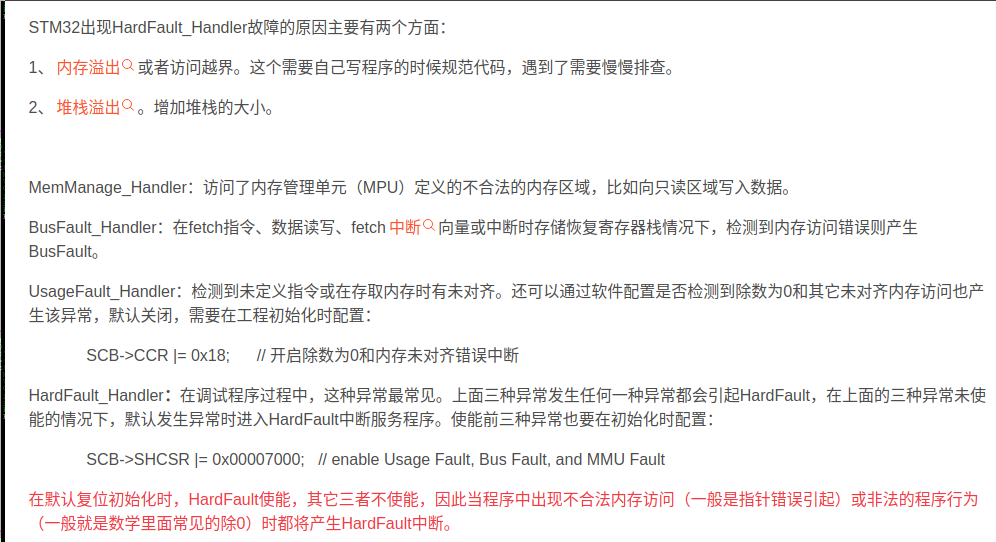 STM32出现HardFault_Handler故障的原因主要有两个方面：
1、 内存溢出 或者访问越界。这个需要自己写程序的时候规范代码，遇到了需要慢慢排查。
2、 堆栈溢出 。增加堆栈的大小。
MemManage_Handler：访问了内存管理单元（MPU）定义的不合法的内存区域，比如向只读区域写入数据。
BusFault_Handler：在fetch指令、数据读写、fetch 中断 向量或中断时存储恢复寄存器栈情况下，检测到内存访问错误则产生
BusFault。
UsageFault_Handler：检测到未定义指令或在存取内存时有未对齐。还可以通过软件配置是否检测到除数为0和其它未对齐内存访问也产
生该异常，默认关闭，需要在工程初始化时配置：
SCB->CCR |= 0x18; // 开启除数为0和内存未对齐错误中断
HardFault_Handler：在调试程序过程中，这种异常最常见。上面三种异常发生任何一种异常都会引起HardFault，在上面的三种异常未使
能的情况下，默认发生异常时进入HardFault中断服务程序。使能前三种异常也要在初始化时配置：
SCB->SHCSR |= 0x00007000; // enable Usage Fault, Bus Fault, and MMU Fault
在默认复位初始化时，HardFault使能，其它三者不使能，因此当程序中出现不合法内存访问（一般是指针错误引起）或非法的程序行为
（一般就是数学里面常见的除0）时都将产生HardFault中断。